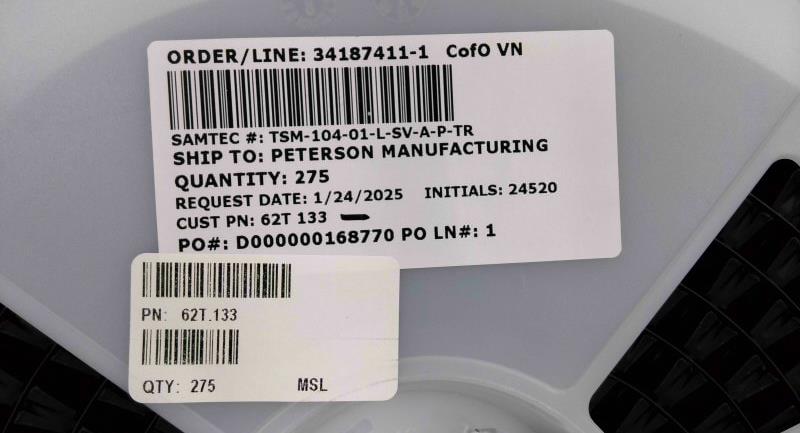 ORDER/LINE: 34187411-1 CofO VN
SAMTEC #: TSM-104-01-L-SV-A-P-TR
SHIP TO: PETERSON MANUFACTURING
QUANTITY: 275
REQUEST DATE: 1/24/2025 INITIALS: 24520
CUST PN: 62T 133
PO#: D000000168770 PO LN#: 1
PN: 62T.133
QTY: 275 MSL